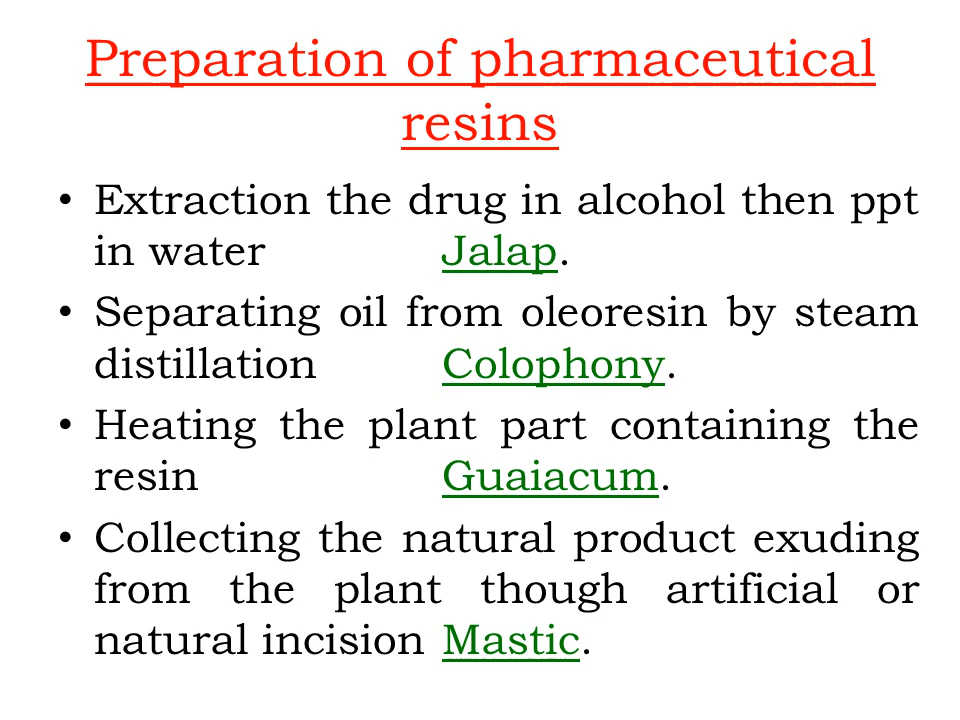 Preparation of pharmaceutical
resins
• Extraction the drug in alcohol then ppt
in water Jalap.
• Separating oil from oleoresin by steam
distillation Colophony.
• Heating the plant part containing the
resin Guaiacum.
• Collecting the natural product exuding
from the plant though artificial or
natural incision Mastic.